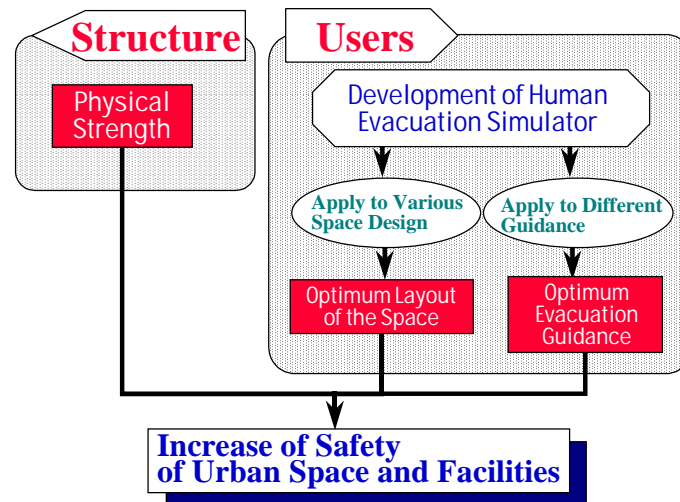 Structure
Users
Physical
Strength
Development of Human
Evacuation Simulator
Apply to Various
Space Design
Apply to Different
Guidance
Optimum Layout
of the Space
Optimum
Evacuation
Guidance
Increase of Safety
of Urban Space and Facilities